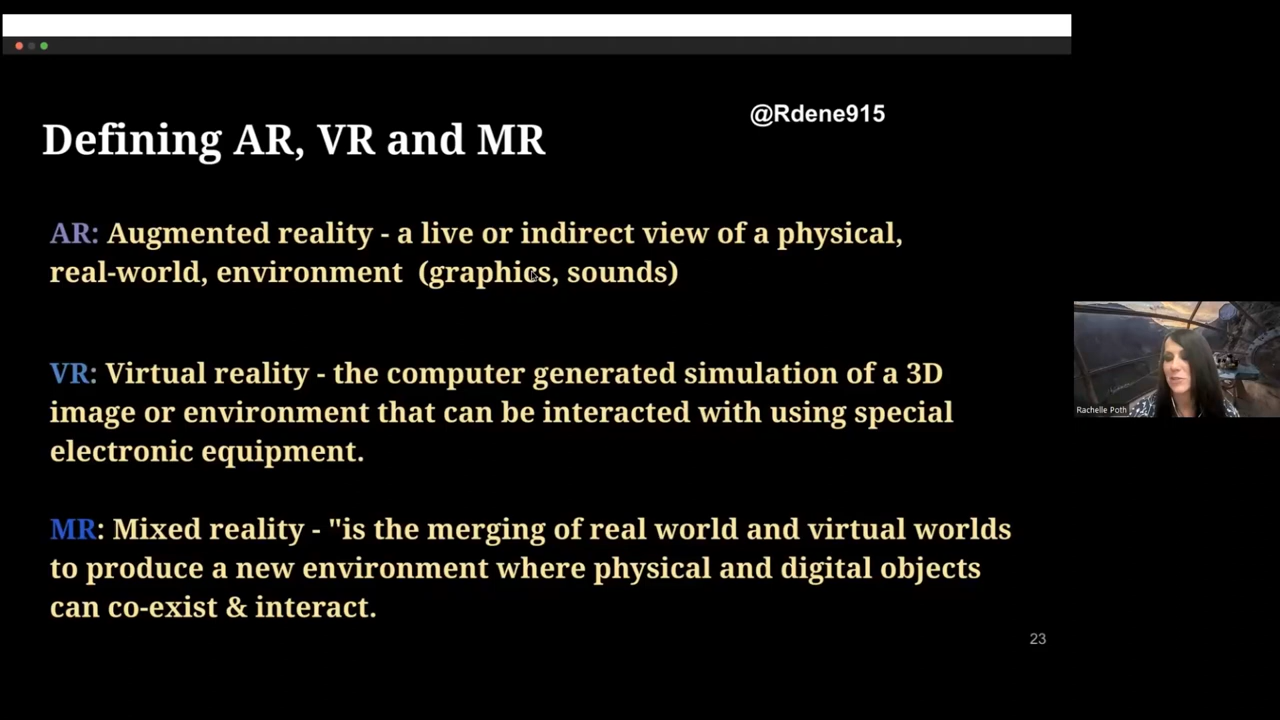 @Rdene915
Defining AR, VR and MR
AR: Augmented reality - a live or indirect view of a physical,
real-world, environment (graphics, sounds)
VR: Virtual reality - the computer generated simulation of a 3D
image or environment that can be interacted with using special
electronic equipment.
Rachelle Poth
MR: Mixed reality - "is the merging of real world and virtual worlds
to produce a new environment where physical and digital objects
can co-exist & interact.
23